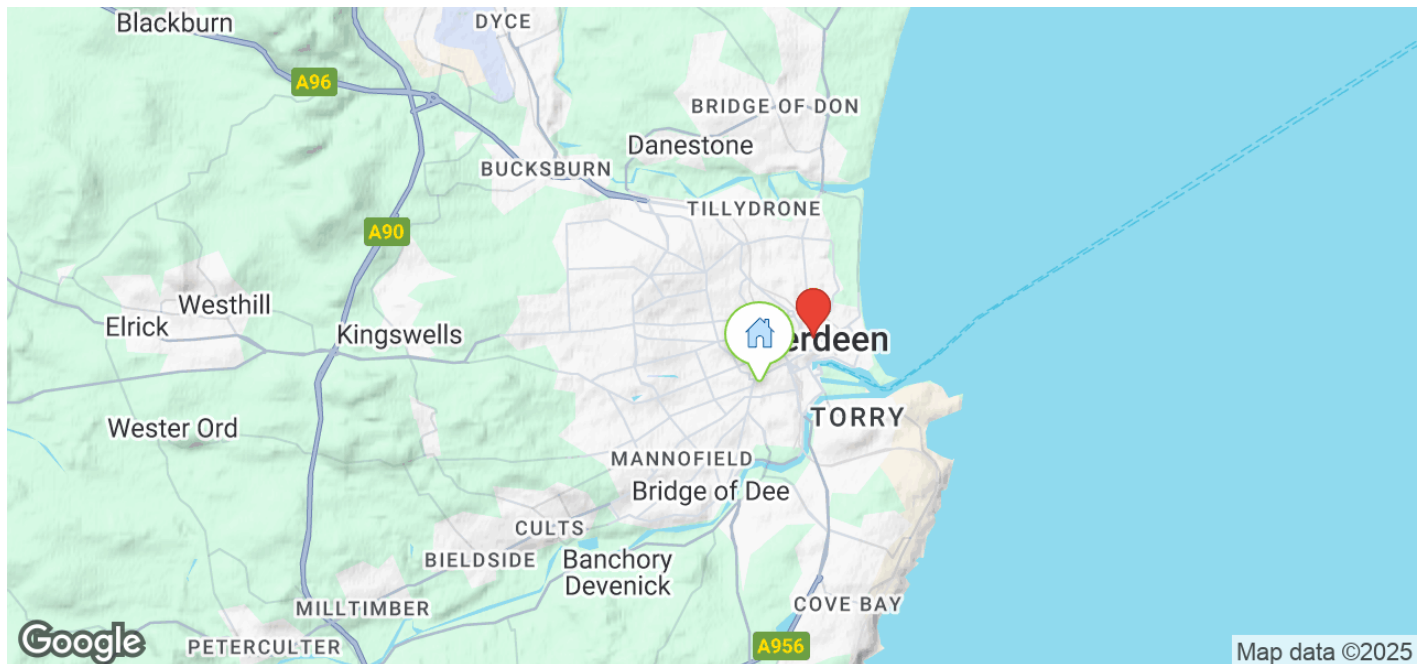 Blackburn
DYCE
A96
BRIDGE OF DON
Danestone
BUCKSBURN
TILLYDRONE
A90
Westhill
Elrick
Kingswells
erdeen
TORRY
Wester Ord
MANNOFIELD
Bridge of Dee
CULTS
BIELDSIDE
Banchory
Devenick
MILLTIMBER
COVE BAY
PETERCULTER
A956
Google
Map data ©2025